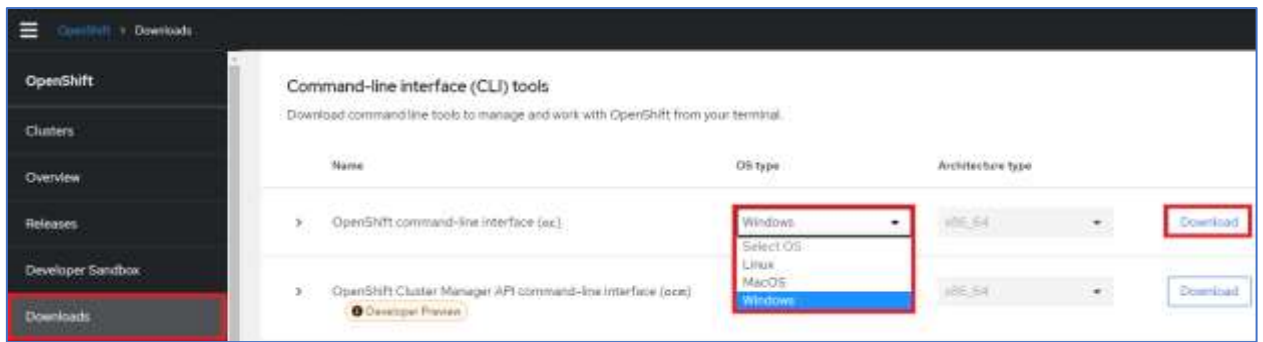 OpenShift > Downloads
OpenShift
Clusters
Overview
Releases
Developer Sandbox
Downloads
Command-line interface (CLI) tools
Download command line tools to manage and work with OpenShift from your terminal.
Name OS type Architecture type
> OpenShift command-line interface (oc) Windows x86_64 Download
Select OS
Linux
MacOS
Windows
> OpenShift Cluster Manager API command-line interface (ocm) x86_64 Download
Developer Preview